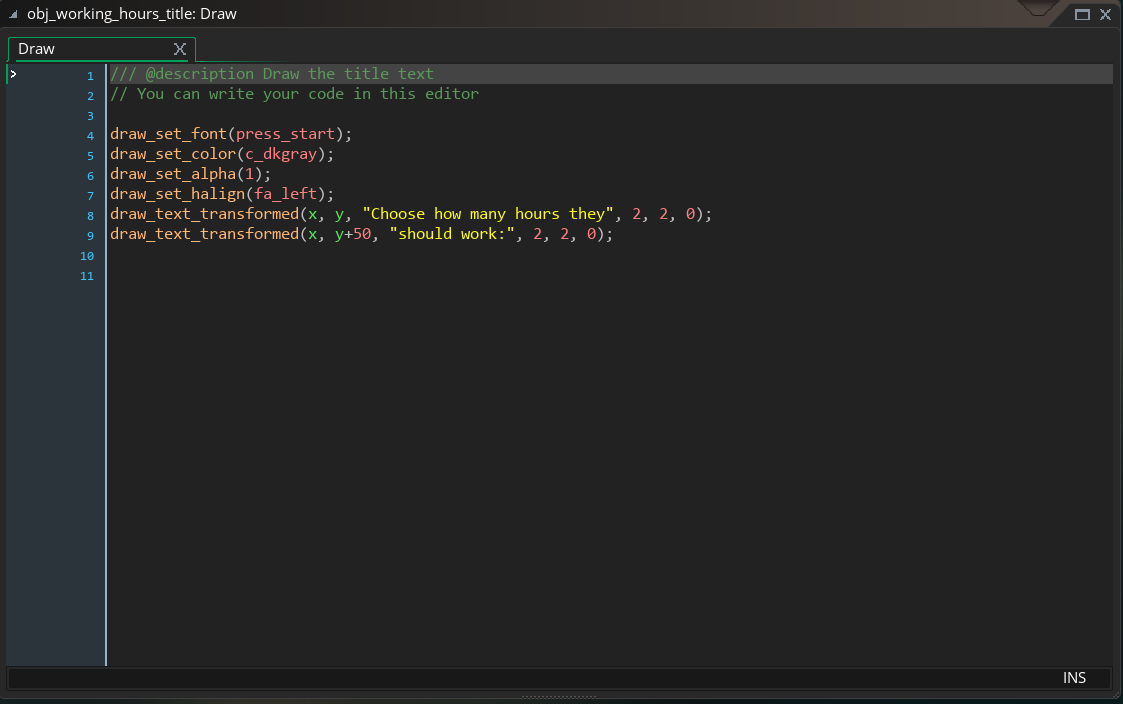 obj_working_hours_title: Draw
Draw
1 /// @description Draw the title text
2 // You can write your code in this editor
3
4 draw_set_font(press_start);
5 draw_set_color(c_dkgray);
6 draw_set_alpha(1);
7 draw_set_halign(fa_left);
8 draw_text_transformed(x, y, "Choose how many hours they", 2, 2, 0);
9 draw_text_transformed(x, y+50, "should work:", 2, 2, 0);
10
11
INS